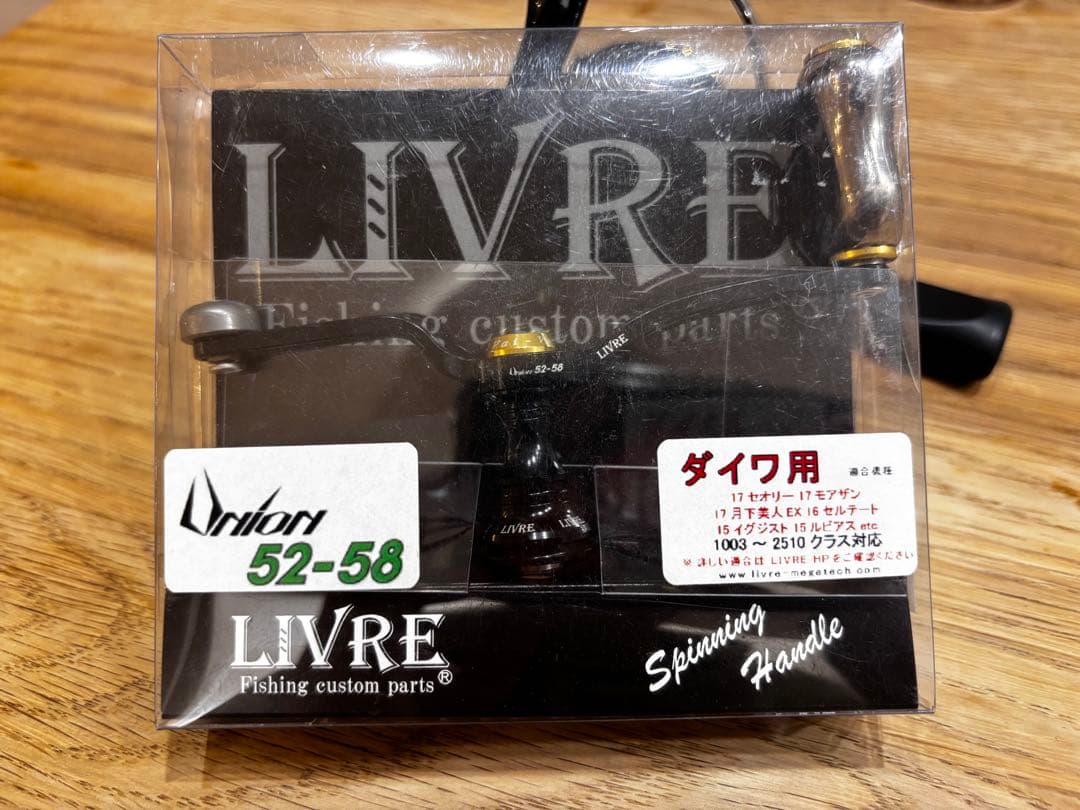 LIVRE
Fishing custom parts
LIVRE
Union 52-58
LIVRE
Union
52-58
ダイワ用 適合機種
17 セオリー 17 モアザン
17 月下美人 EX 16 セルテート
15 イグジスト 15 ルビアス etc
1003 ～ 2510 クラス対応
※ 詳しい適合は LIVRE HP をご確認ください
www.livre-megatech.com
LIVRE
Fishing custom parts®
Spinning
Handle